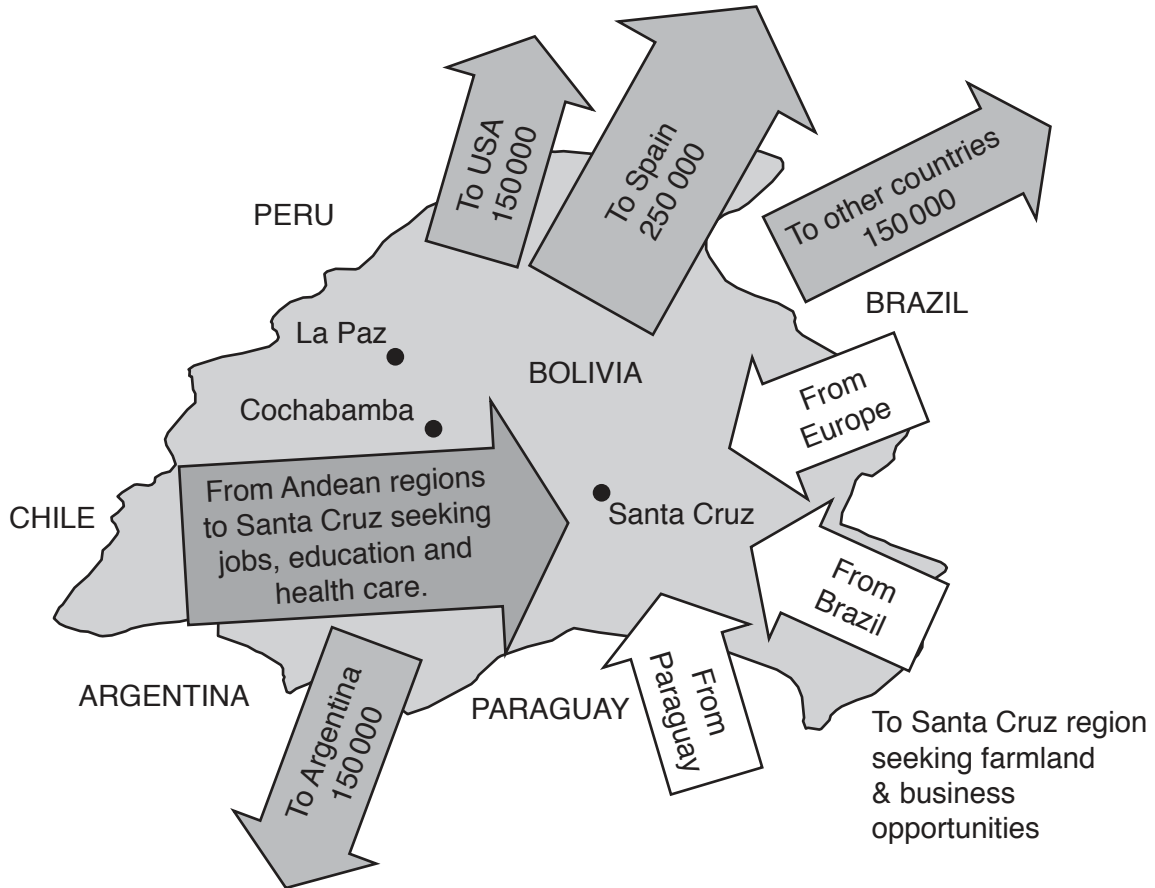 To USA
150 000
To Spain
250 000
To other countries
150 000
PERU
BRAZIL
La Paz
BOLIVIA
Cochabamba
From
Europe
From Andean regions
to Santa Cruz seeking
jobs, education and
health care.
CHILE
Santa Cruz
From
Brazil
From
Paraguay
ARGENTINA
To Argentina
150 000
PARAGUAY
To Santa Cruz region
seeking farmland
& business
opportunities